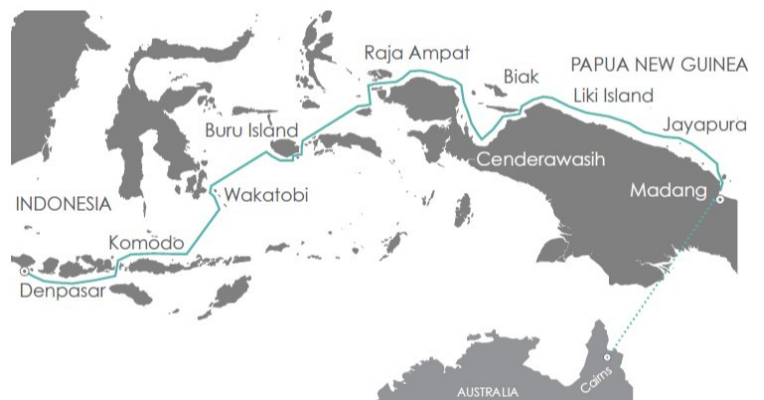 Raja Ampat
Biak
PAPUA NEW GUINEA
Liki Island
Jayapura
Buru Island
Cenderawasih
Madang
Wakatobi
INDONESIA
Komodo
Denpasar
Cairns
AUSTRALIA